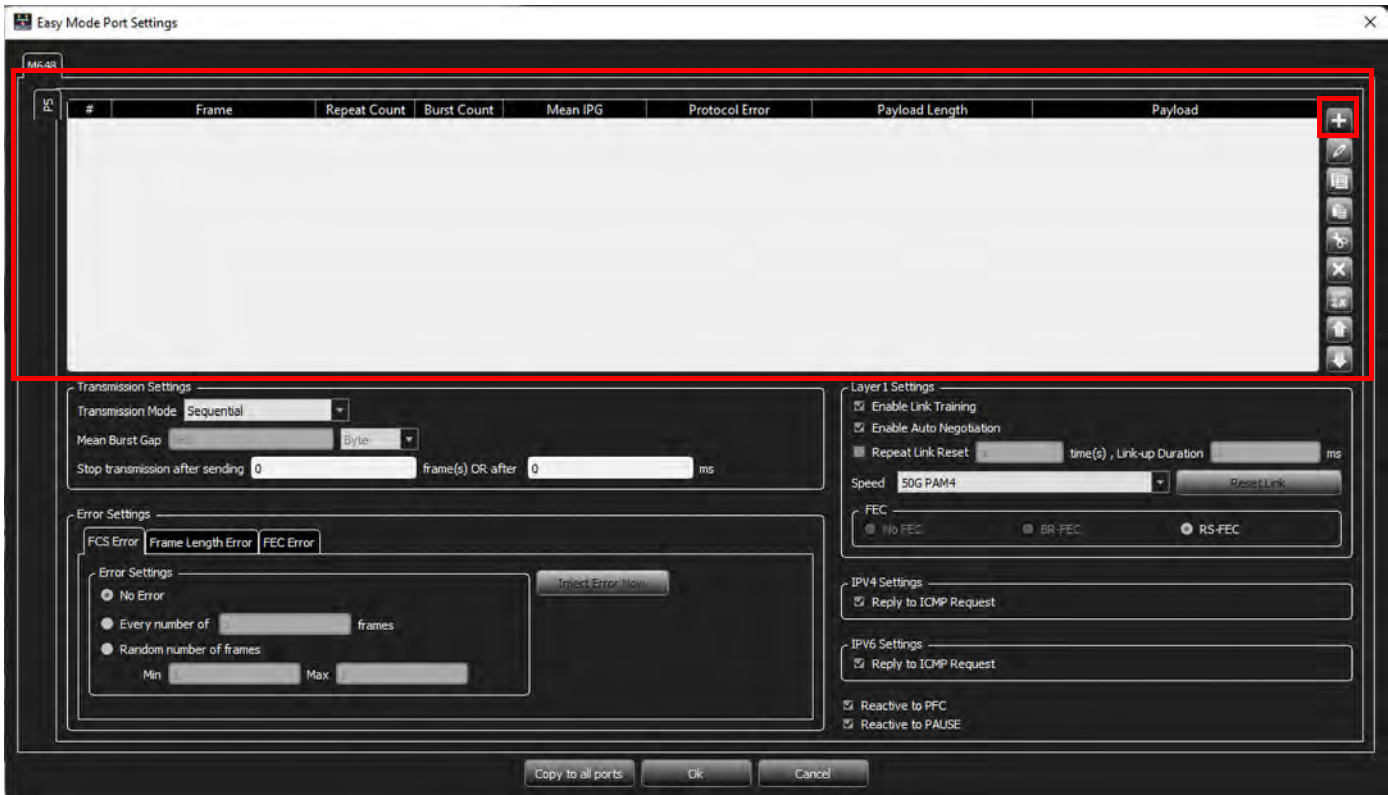 Easy Mode Port Settings
M648
P5
# Frame Repeat Count Burst Count Mean IPG Protocol Error Payload Length Payload
Transmission Settings
Transmission Mode Sequential
Mean Burst Gap Byte
Stop transmission after sending 0 frame(s) OR after 0 ms
Error Settings
FCS Error Frame Length Error FEC Error
Error Settings
No Error
Every number of frames
Random number of frames
Min Max
Inject Error Now
Layer1 Settings
Enable Link Training
Enable Auto Negotiation
Repeat Link Reset time(s) , Link-up Duration ms
Speed 50G PAM4 Reset Link
FEC
No FEC BR-FEC RS-FEC
IPV4 Settings
Reply to ICMP Request
IPV6 Settings
Reply to ICMP Request
Reactive to PFC
Reactive to PAUSE
Copy to all ports Ok Cancel